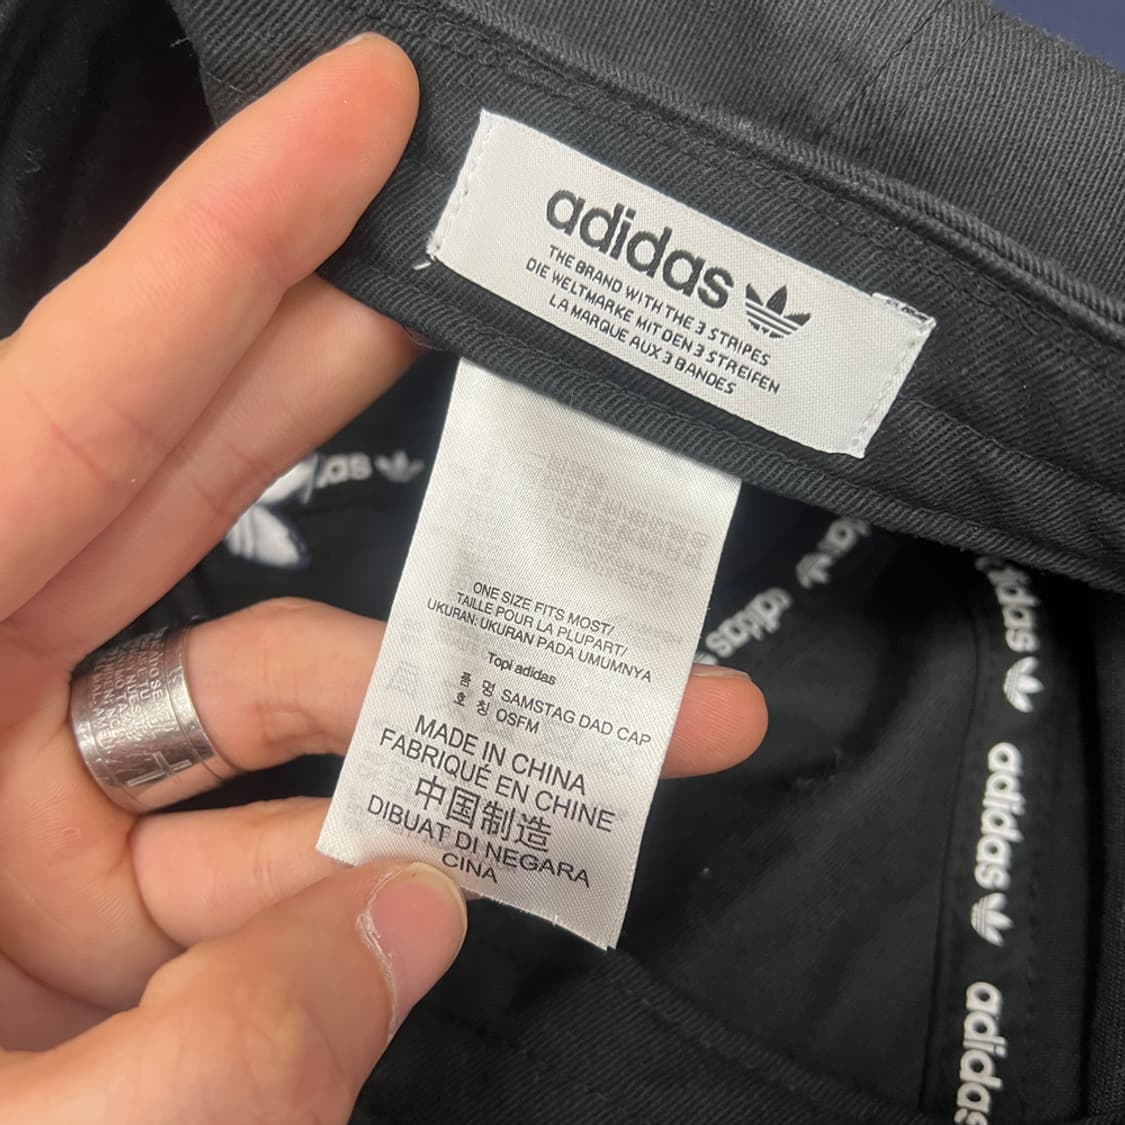 adidas
THE BRAND WITH THE 3 STRIPES
DIE WELTMARKE MIT DEN 3 STREIFEN
LA MARQUE AUX 3 BANDES
ONE SIZE FITS MOST/
TAILLE POUR LA PLUPART/
UKURAN: UKURAN PADA UMUMNYA
Topi adidas
품 명 SAMSTAG DAD CAP
호 칭 OSFM
MADE IN CHINA
FABRIQUÉ EN CHINE
中国制造
DIBUAT DI NEGARA
CINA
adidas
adidas
adidas
adidas